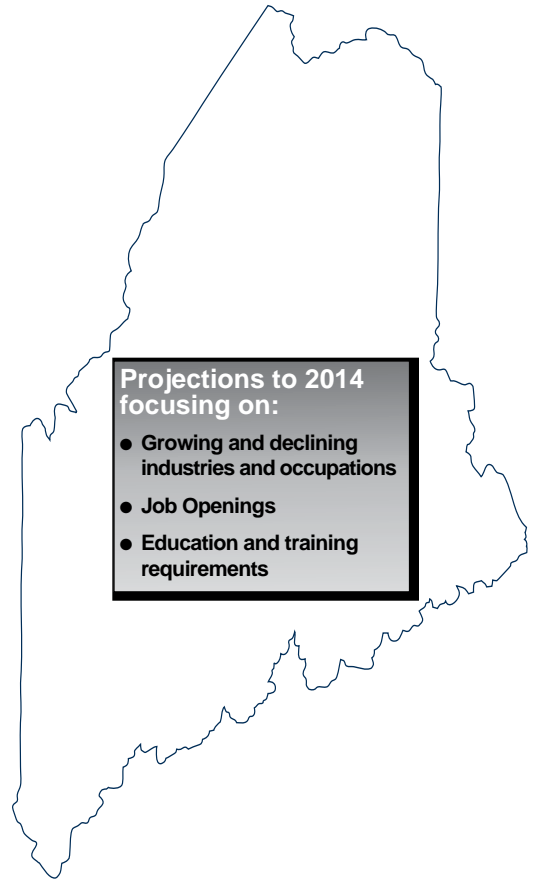 Projections to 2014
focusing on:
● Growing and declining
industries and occupations
● Job Openings
● Education and training
requirements